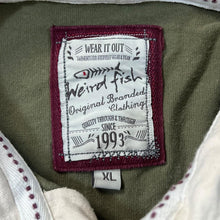 WEAR IT OUT
Weird fish
Original Branded
Clothing
QUALITY THROUGH & THROUGH
SINCE
1993
XL